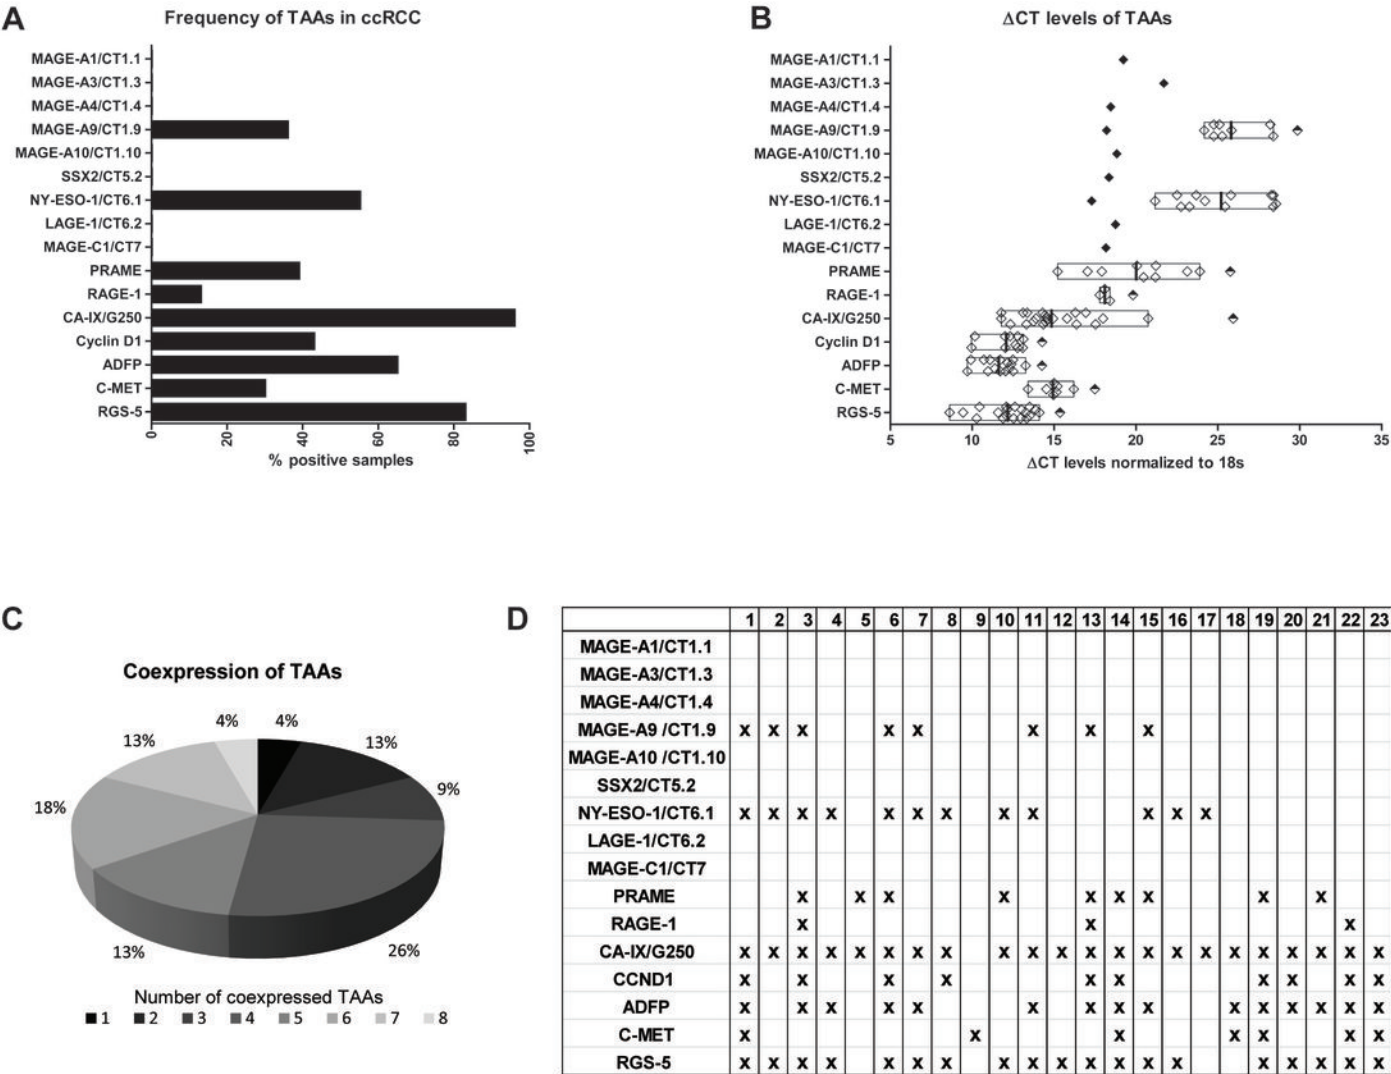 A
Frequency of TAAs in ccRCC
MAGE-A1/CT1.1
MAGE-A3/CT1.3
MAGE-A4/CT1.4
MAGE-A9/CT1.9
MAGE-A10/CT1.10
SSX2/CT5.2
NY-ESO-1/CT6.1
LAGE-1/CT6.2
MAGE-C1/CT7
PRAME
RAGE-1
CA-IX/G250
Cyclin D1
ADFP
C-MET
RGS-5
0 20 40 60 80 100
% positive samples
B
ΔCT levels of TAAs
MAGE-A1/CT1.1
MAGE-A3/CT1.3
MAGE-A4/CT1.4
MAGE-A9/CT1.9
MAGE-A10/CT1.10
SSX2/CT5.2
NY-ESO-1/CT6.1
LAGE-1/CT6.2
MAGE-C1/CT7
PRAME
RAGE-1
CA-IX/G250
Cyclin D1
ADFP
C-MET
RGS-5
5 10 15 20 25 30 35
ΔCT levels normalized to 18s
C
Coexpression of TAAs
4% 4%
13% 13%
9%
18%
13% 26%
Number of coexpressed TAAs
1 2 3 4 5 6 7 8
D
1 2 3 4 5 6 7 8 9 10 11 12 13 14 15 16 17 18 19 20 21 22 23
MAGE-A1/CT1.1
MAGE-A3/CT1.3
MAGE-A4/CT1.4
MAGE-A9 /CT1.9 x x x x x x x x
MAGE-A10 /CT1.10
SSX2/CT5.2
NY-ESO-1/CT6.1 x x x x x x x x x x x x
LAGE-1/CT6.2
MAGE-C1/CT7
PRAME x x x x x x x x x
RAGE-1 x x x
CA-IX/G250 x x x x x x x x x x x x x x x x x x x x x x
CCND1 x x x x x x x x x x
ADFP x x x x x x x x x x x x x x x
C-MET x x x x x x x
RGS-5 x x x x x x x x x x x x x x x x x x x